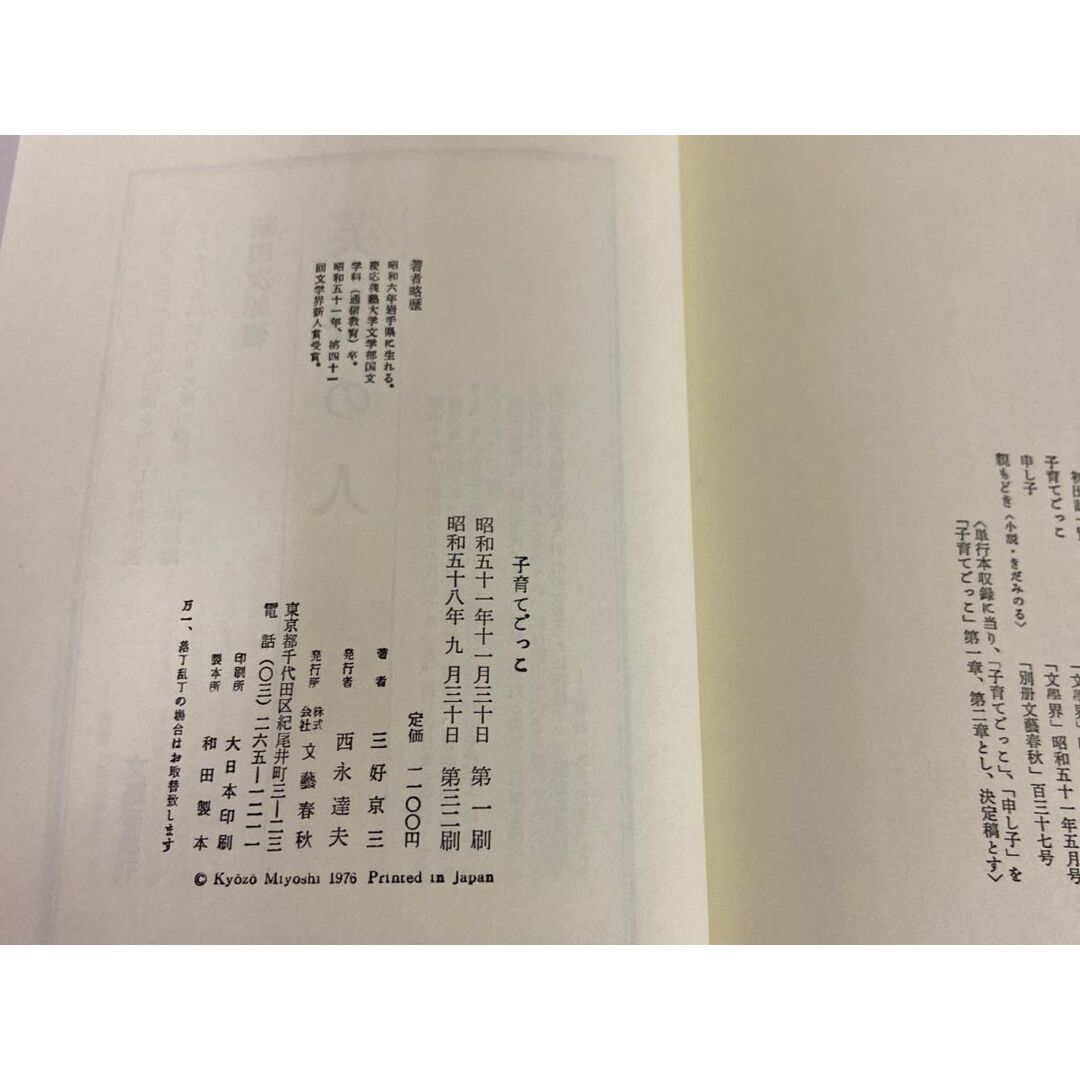 子育てごっこ
申し子
親もどき〈小説・きだみのる〉
「文學界」昭和五十一年五月号
「別册文藝春秋」百三十七号
〈単行本収録に当り、「子育てごっこ」、「申し子」を
「子育てごっこ」第一章、第二章とし、決定稿とす〉
著者略歴
昭和六年岩手県に生れる。
慶応義塾大学文学部国文
学科（通信教育）卒。
昭和五十一年、第四十一
回文学界新人賞受賞。
子育てごっこ
昭和五十一年十一月三十日 第一刷
昭和五十八年九月三十日 第三二刷
定価 一一〇〇円
著者 三好京三
発行者 西永達夫
発行所 株式会社 文藝春秋
東京都千代田区紀尾井町三―二三
電話（〇三）二六五―一二一一
印刷所 大日本印刷
製本所 和田製本
万一、落丁乱丁の場合はお取替致します
© Kyōzō Miyoshi 1976 Printed in Japan